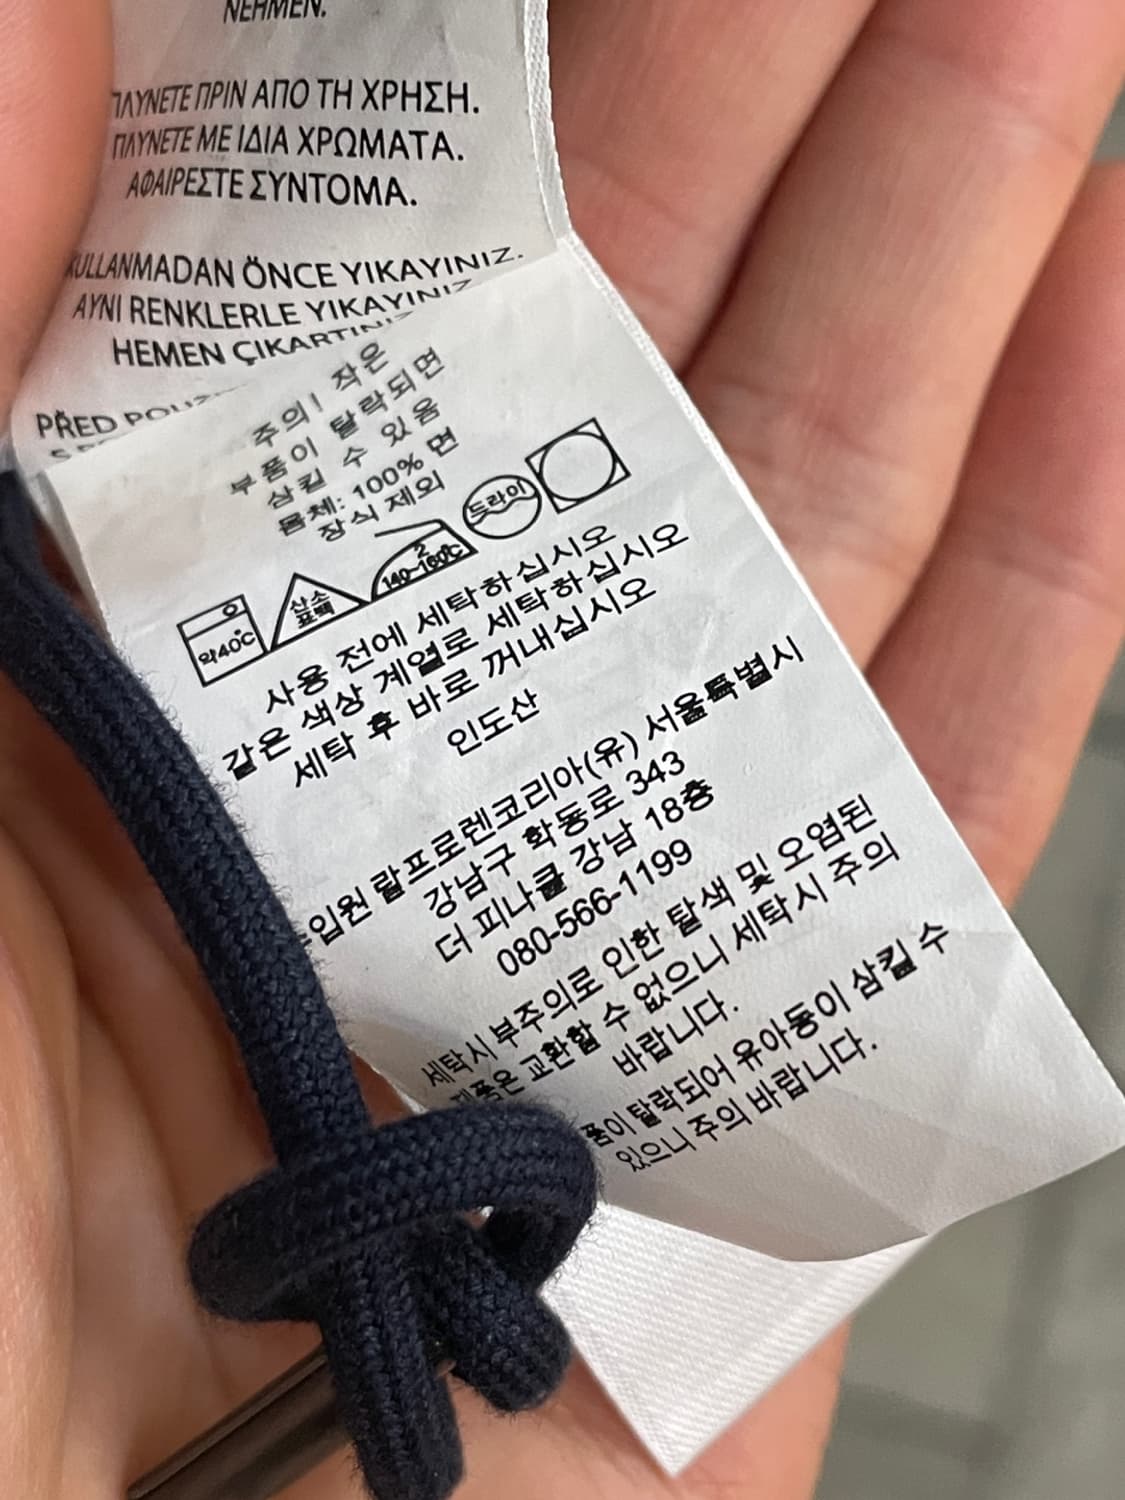 NEHMEN.
ΠΛΥΝΕΤΕ ΠΡΙΝ ΑΠΟ ΤΗ ΧΡΗΣΗ.
ΠΛΥΝΕΤΕ ΜΕ ΙΔΙΑ ΧΡΩΜΑΤΑ.
ΑΦΑΙΡΕΣΤΕ ΣΥΝΤΟΜΑ.
KULLANMADAN ÖNCE YIKAYINIZ.
AYNI RENKLERLE YIKAYINIZ
HEMEN ÇIKARTINIZ
PŘED
주의! 작은
부품이 탈락되면
삼킬 수 있음
몸체: 100% 면
장식 제외
약40℃
산소
표백
2
140~160℃
드라이
사용 전에 세탁하십시오
같은 색상 계열로 세탁하십시오
세탁 후 바로 꺼내십시오
인도산
랄프로렌코리아(유) 서울특별시
강남구 학동로 343
더 피나클 강남 18층
080-566-1199
세탁시 부주의로 인한 탈색 및 오염된
제품은 교환할 수 없으니 세탁시 주의
바랍니다.
탈락되어 유아동이 삼킬 수
있으니 주의 바랍니다.